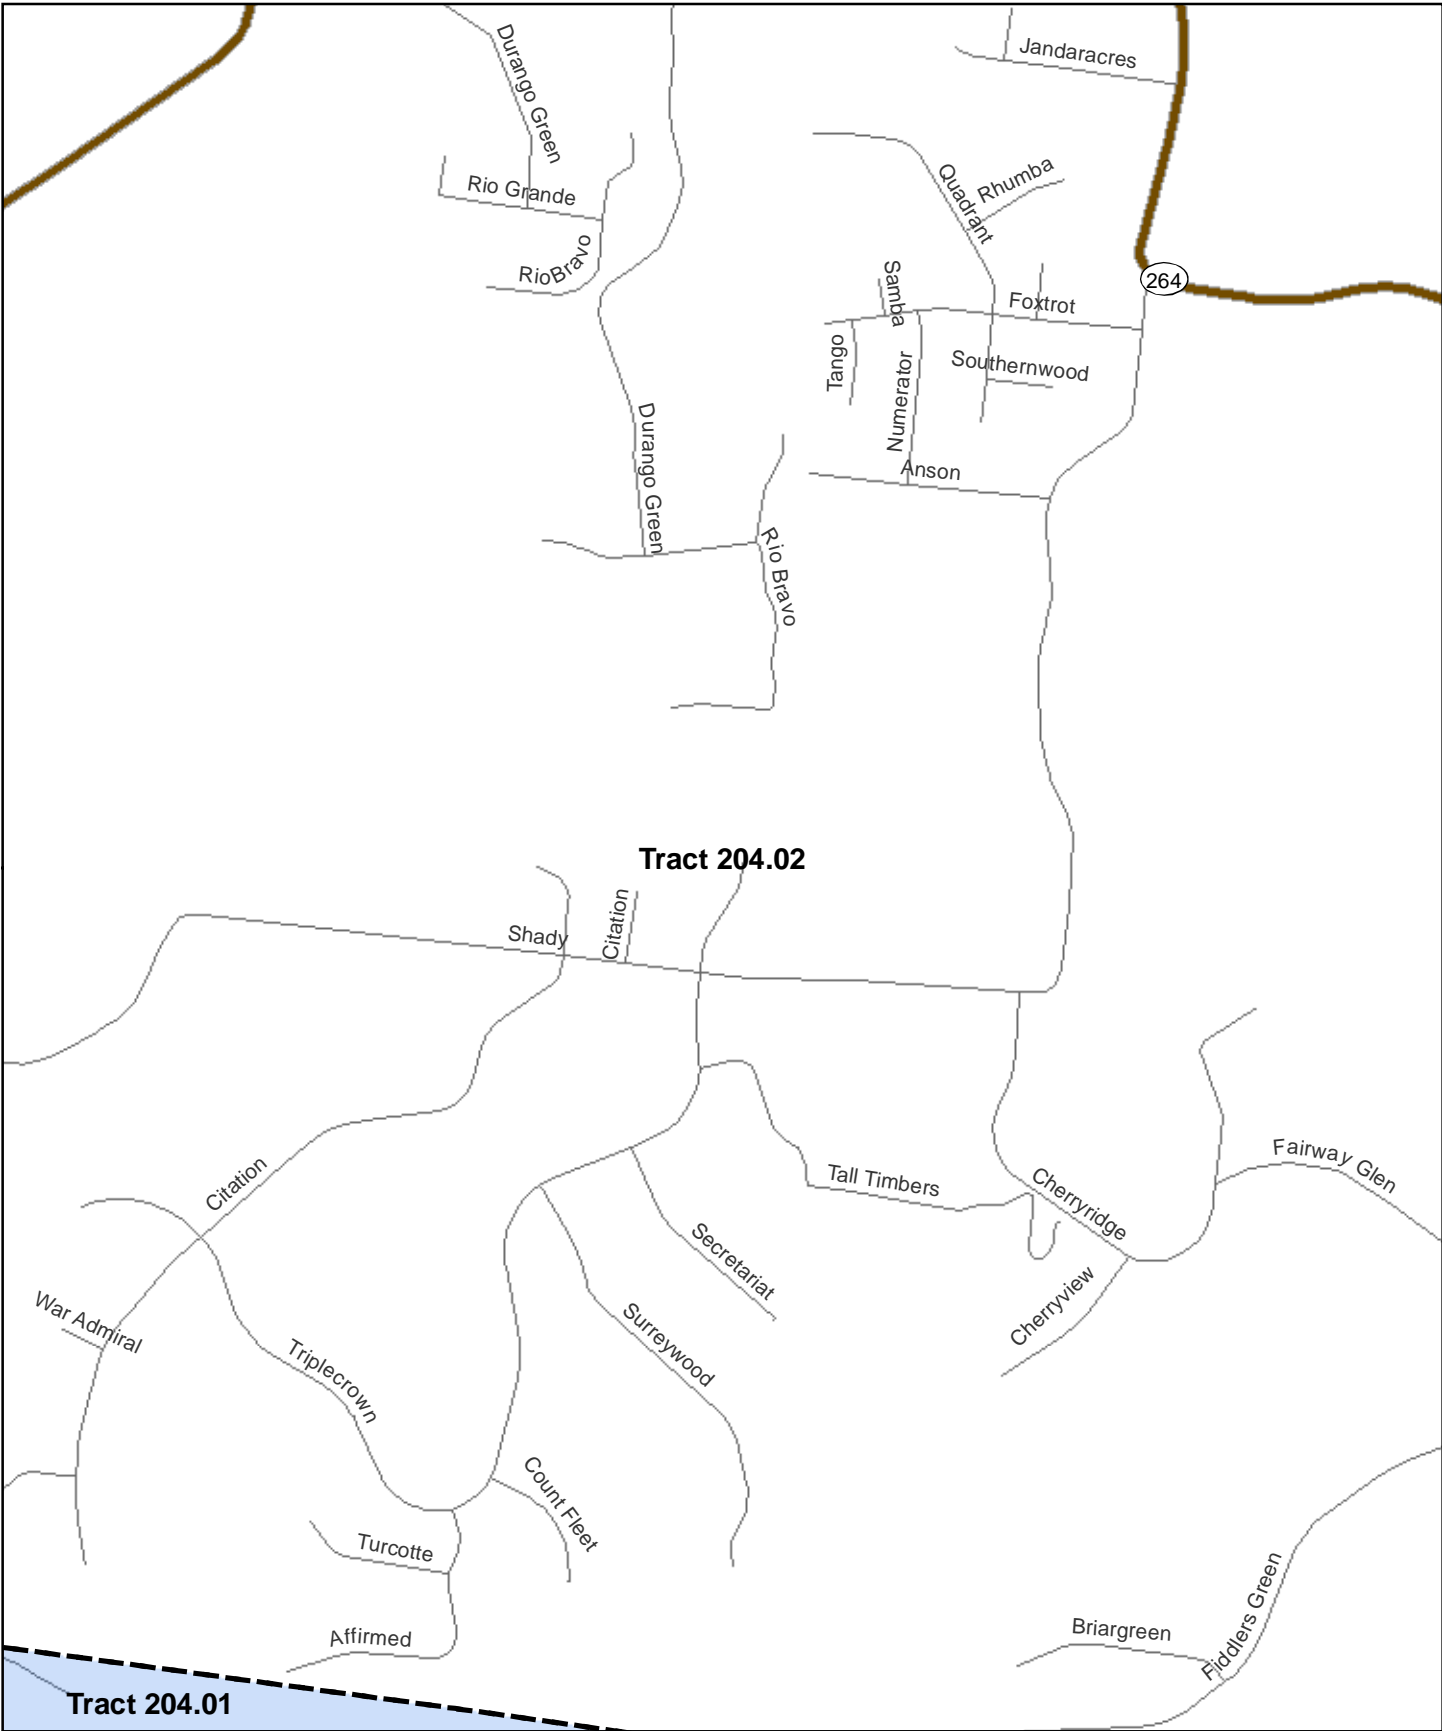 Durango Green
Jandaracres
Rio Grande
Quadrant
Rhumba
RioBravo
Samba
264
Foxtrot
Tango
Numerator
Southernwood
Durango Green
Anson
Rio Bravo
Tract 204.02
Shady
Citation
Citation
Tall Timbers
Cherryridge
Fairway Glen
Secretariat
Cherryview
War Admiral
Surreywood
Triplecrown
Count Fleet
Turcotte
Fiddlers Green
Affirmed
Briargreen
Tract 204.01